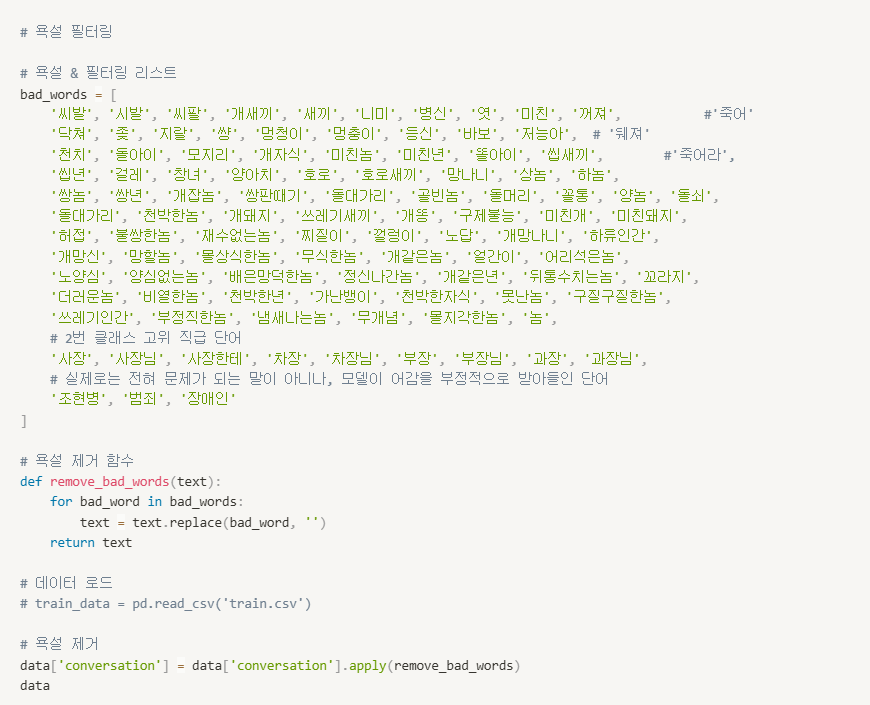 # 욕설 필터링
# 욕설 & 필터링 리스트
bad_words = [
'씨발', '시발', '씨팔', '개새끼', '새끼', '니미', '병신', '엿', '미친', '꺼져', #'죽어'
'닥쳐', '좆', '지랄', '썅', '멍청이', '멍충이', '등신', '바보', '저능아', # '뒈져'
'천치', '돌아이', '모지리', '개자식', '미친놈', '미친년', '똘아이', '씹새끼', #'죽어라',
'씹년', '걸레', '창녀', '양아치', '호로', '호로새끼', '망나니', '상놈', '하놈',
'쌍놈', '쌍년', '개잡놈', '쌍판때기', '돌대가리', '골빈놈', '돌머리', '꼴통', '양놈', '돌쇠',
'돌대가리', '천박한놈', '개돼지', '쓰레기새끼', '개똥', '구제불능', '미친개', '미친돼지',
'허접', '불쌍한놈', '재수없는놈', '찌질이', '껄렁이', '노답', '개망나니', '하류인간',
'개망신', '망할놈', '몰상식한놈', '무식한놈', '개같은놈', '얼간이', '어리석은놈',
'노양심', '양심없는놈', '배은망덕한놈', '정신나간놈', '개같은년', '뒤통수치는놈', '꼬라지',
'더러운놈', '비열한놈', '천박한년', '가난뱅이', '천박한자식', '못난놈', '구질구질한놈',
'쓰레기인간', '부정직한놈', '냄새나는놈', '무개념', '몰지각한놈', '놈',
# 2번 클래스 고위 직급 단어
'사장', '사장님', '사장한테', '차장', '차장님', '부장', '부장님', '과장', '과장님',
# 실제로는 전혀 문제가 되는 말이 아니나, 모델이 어감을 부정적으로 받아들인 단어
'조현병', '범죄', '장애인'
]
# 욕설 제거 함수
def remove_bad_words(text):
for bad_word in bad_words:
text = text.replace(bad_word, '')
return text
# 데이터 로드
# train_data = pd.read_csv('train.csv')
# 욕설 제거
data['conversation'] = data['conversation'].apply(remove_bad_words)
data